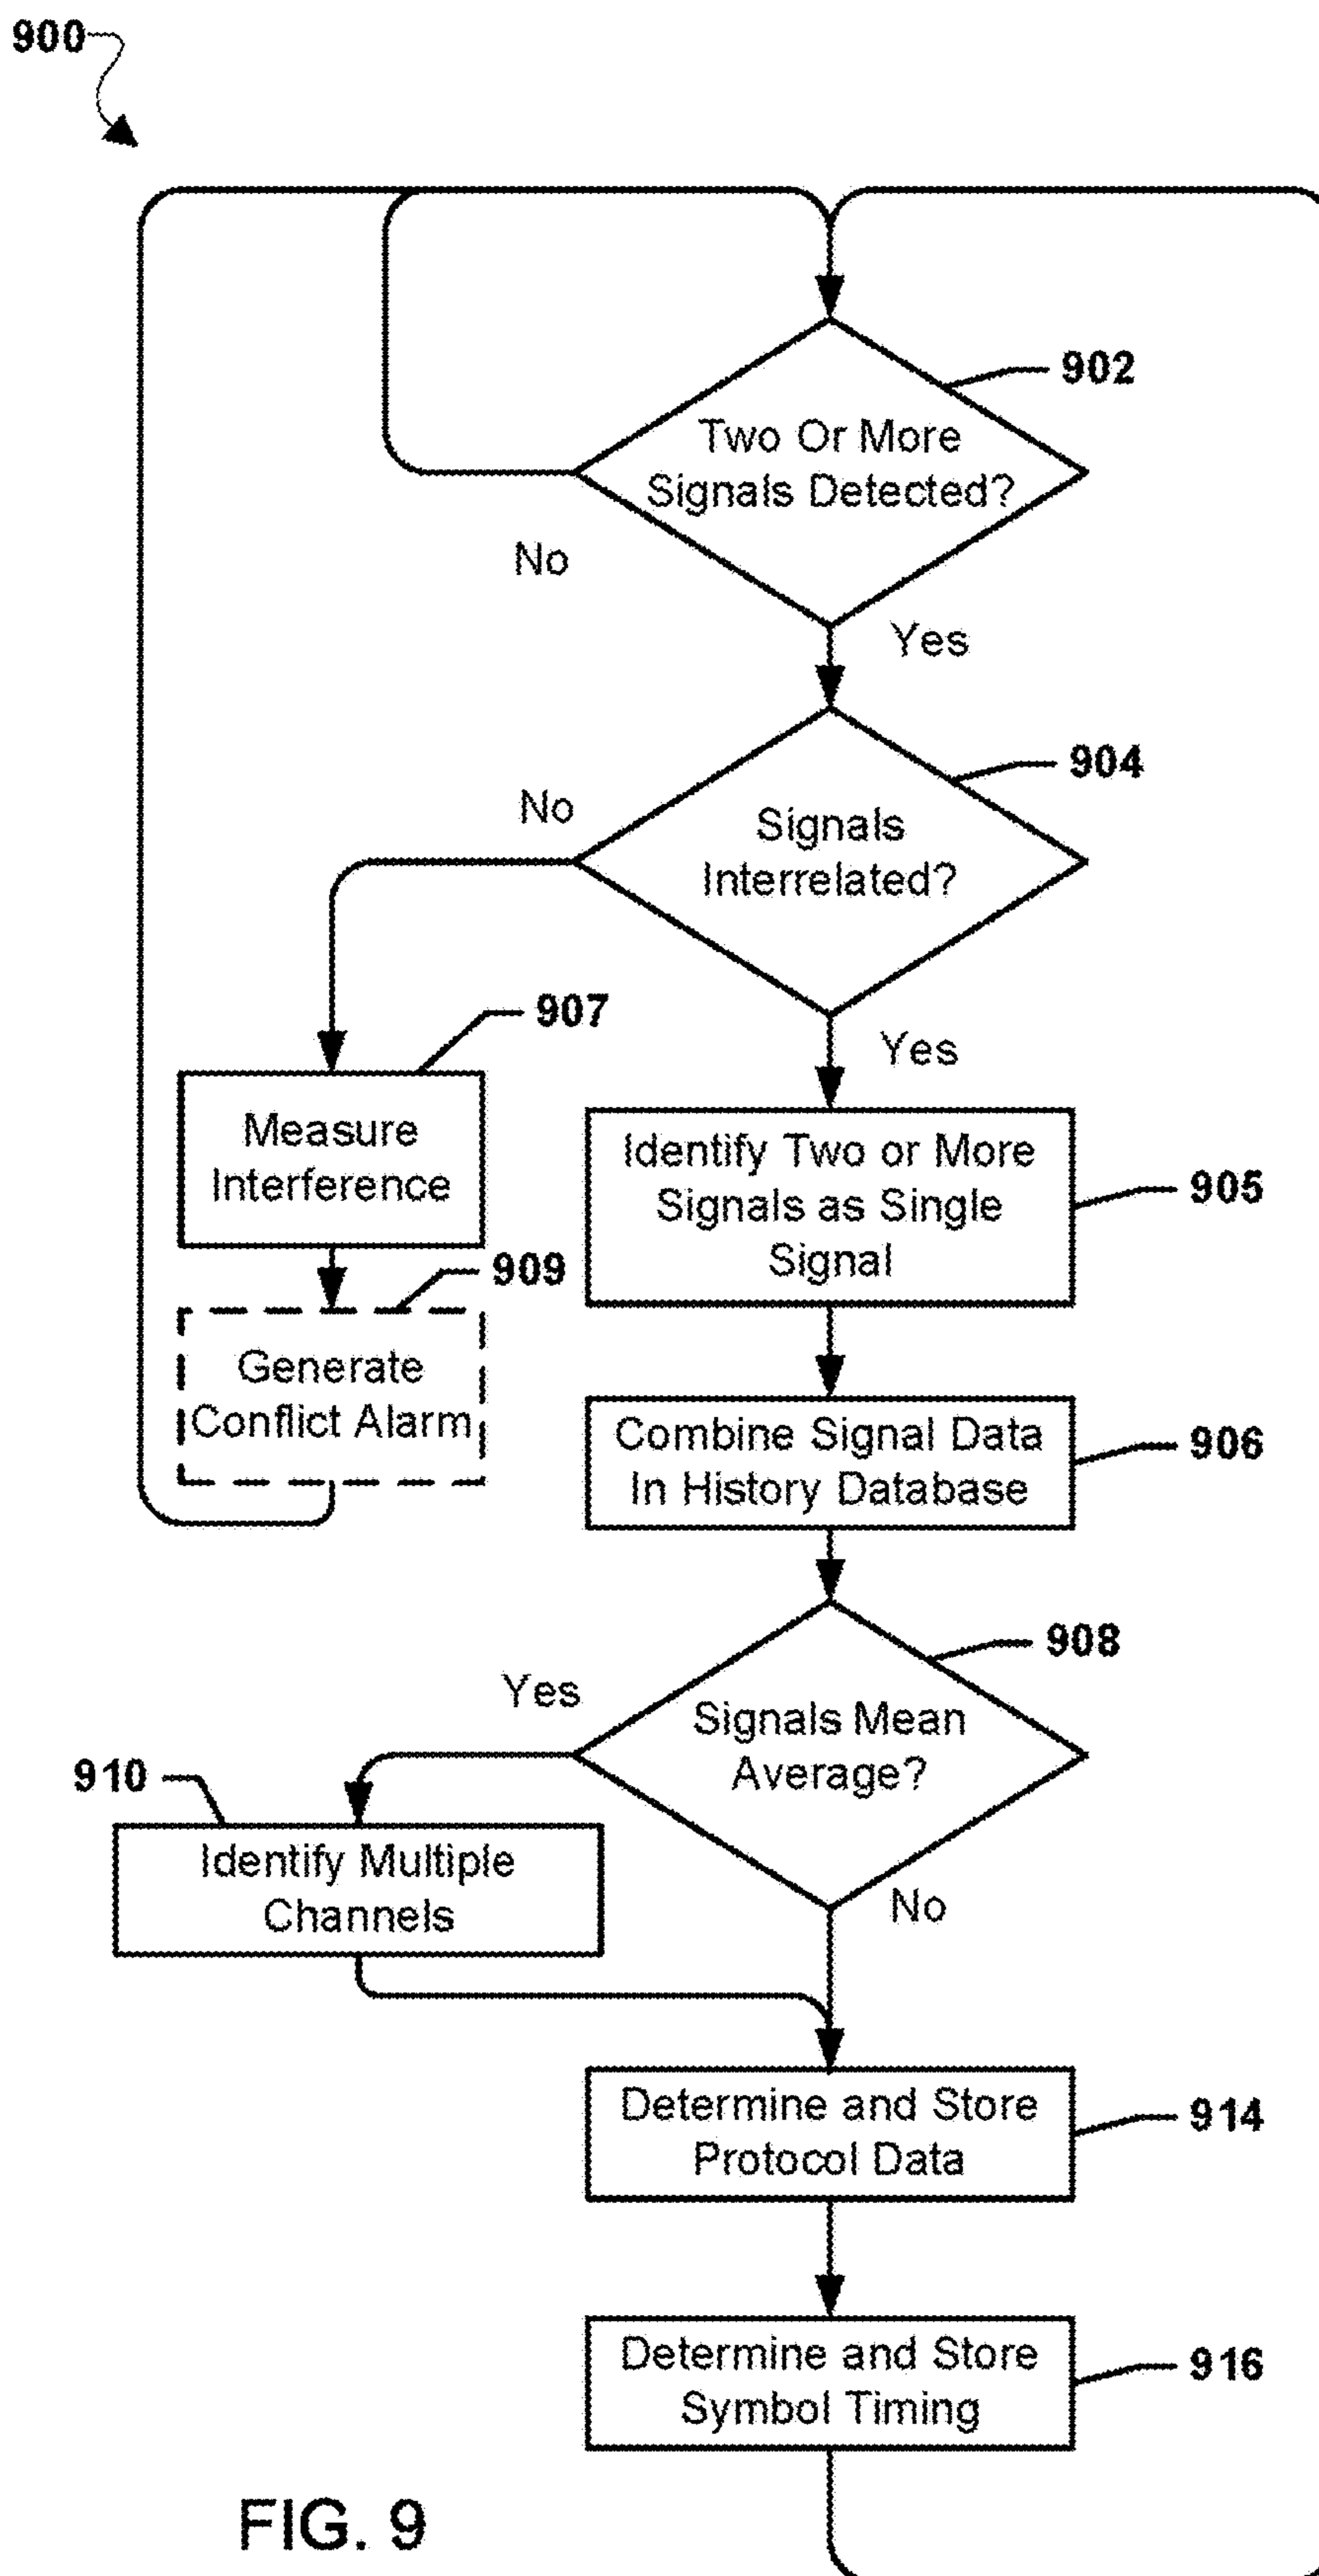 900
902
Two Or More
Signals Detected?
No
Yes
904
No
Signals
Interrelated?
Yes
907
Measure
Interference
Identify Two or More
Signals as Single
Signal
905
909
Generate
Conflict Alarm
Combine Signal Data
In History Database
906
908
Yes
Signals Mean
Average?
910
Identify Multiple
Channels
No
Determine and Store
Protocol Data
914
Determine and Store
Symbol Timing
916
FIG. 9